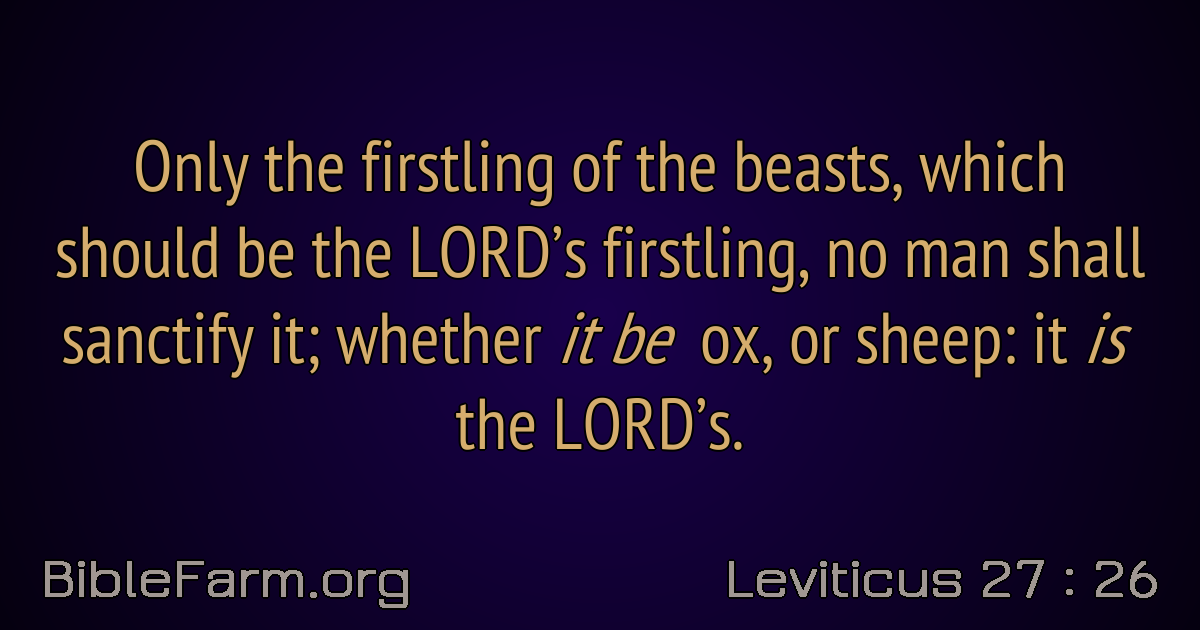 Only the firstling of the beasts, which
should be the LORD’s firstling, no man shall
sanctify it; whether it be ox, or sheep: it is
the LORD’s.
BibleFarm.org
Leviticus 27 : 26